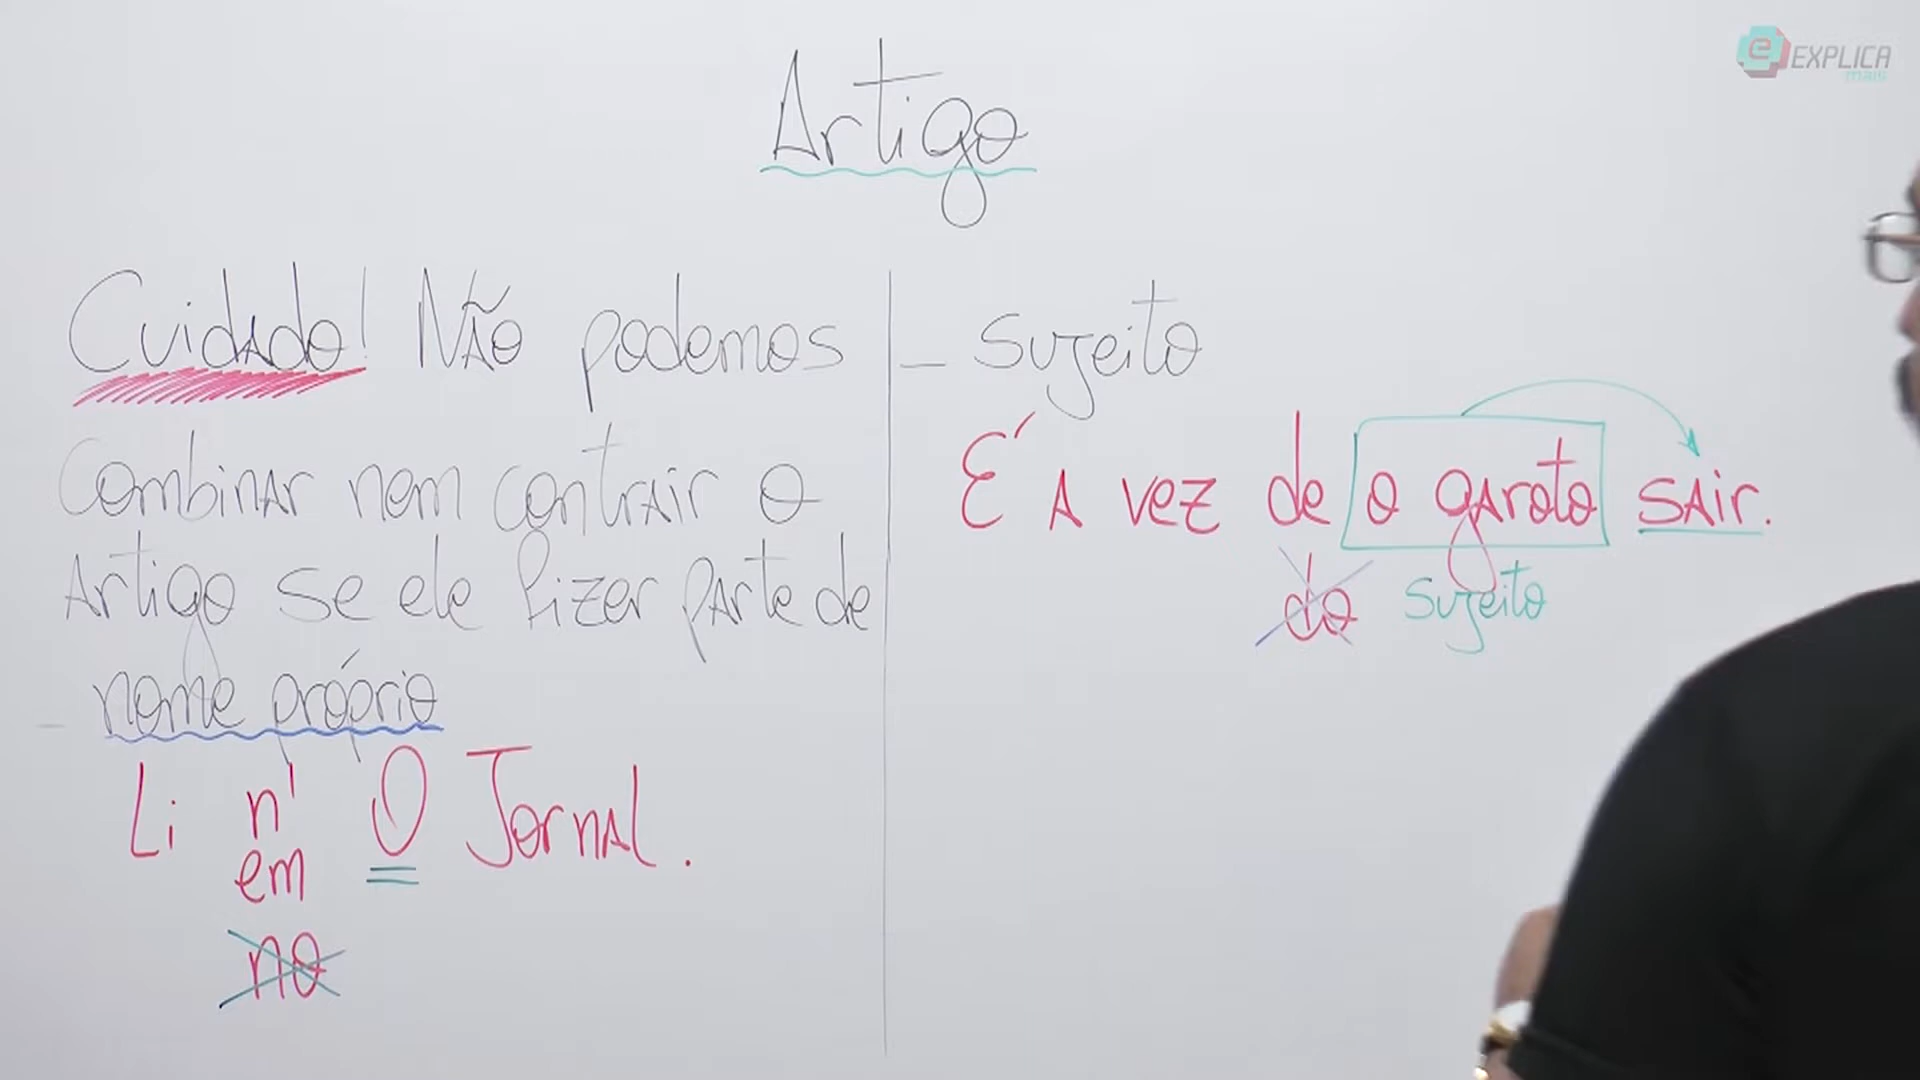 Artigo
EXPLICA
mais
Cuidado! Não podemos
Combinar nem contrair o
Artigo se ele fizer parte de
nome próprio
Li n' O Jornal.
em
no
- Sujeito
É A vez de o garoto sair.
do sujeito